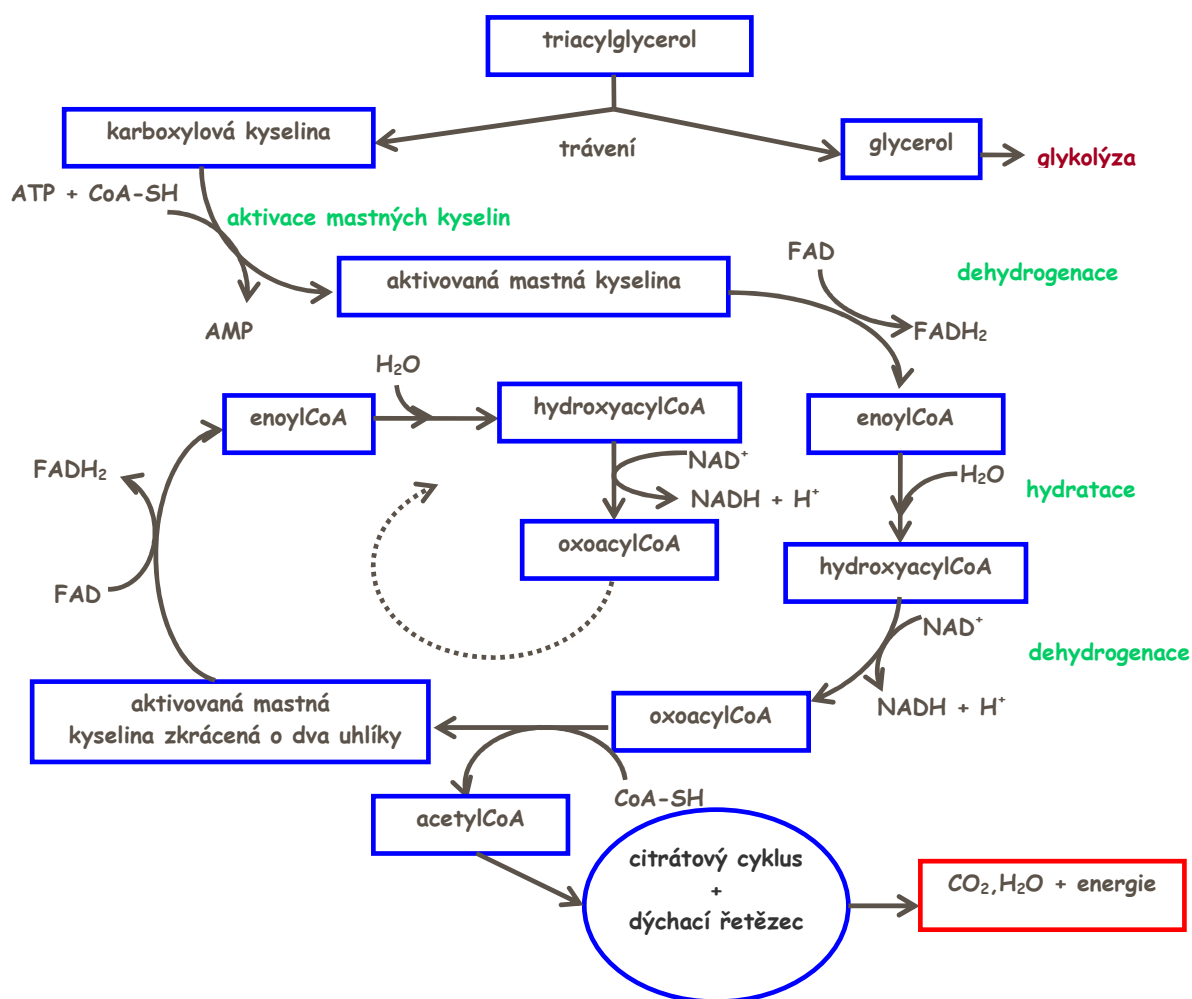 triacylglycerol
karboxylová kyselina
trávení
glycerol
glykolýza
ATP + CoA-SH
aktivace mastných kyselin
FAD
dehydrogenace
aktivovaná mastná kyselina
AMP
FADH₂
H₂O
enoylCoA
hydroxyacylCoA
enoylCoA
FADH₂
NAD⁺
H₂O
hydratace
NADH + H⁺
oxoacylCoA
hydroxyacylCoA
FAD
NAD⁺
dehydrogenace
aktivovaná mastná
kyselina zkrácená o dva uhlíky
oxoacylCoA
NADH + H⁺
CoA-SH
acetylCoA
citrátový cyklus
+
dýchací řetězec
CO₂,H₂O + energie